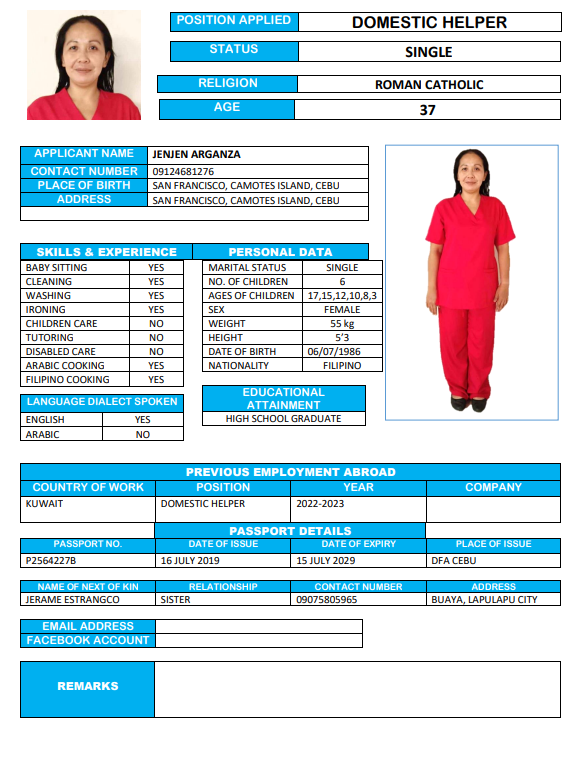 POSITION APPLIED DOMESTIC HELPER
STATUS SINGLE
RELIGION ROMAN CATHOLIC
AGE 37
APPLICANT NAME JENJEN ARGANZA
CONTACT NUMBER 09124681276
PLACE OF BIRTH SAN FRANCISCO, CAMOTES ISLAND, CEBU
ADDRESS SAN FRANCISCO, CAMOTES ISLAND, CEBU
SKILLS & EXPERIENCE
BABY SITTING YES
CLEANING YES
WASHING YES
IRONING YES
CHILDREN CARE NO
TUTORING NO
DISABLED CARE NO
ARABIC COOKING YES
FILIPINO COOKING YES
LANGUAGE DIALECT SPOKEN
ENGLISH YES
ARABIC NO
PERSONAL DATA
MARITAL STATUS SINGLE
NO. OF CHILDREN 6
AGES OF CHILDREN 17,15,12,10,8,3
SEX FEMALE
WEIGHT 55 kg
HEIGHT 5’3
DATE OF BIRTH 06/07/1986
NATIONALITY FILIPINO
EDUCATIONAL
ATTAINMENT
HIGH SCHOOL GRADUATE
PREVIOUS EMPLOYMENT ABROAD
COUNTRY OF WORK POSITION YEAR COMPANY
KUWAIT DOMESTIC HELPER 2022-2023
PASSPORT DETAILS
PASSPORT NO. DATE OF ISSUE DATE OF EXPIRY PLACE OF ISSUE
P2564227B 16 JULY 2019 15 JULY 2029 DFA CEBU
NAME OF NEXT OF KIN RELATIONSHIP CONTACT NUMBER ADDRESS
JERAME ESTRANGCO SISTER 09075805965 BUAYA, LAPULAPU CITY
EMAIL ADDRESS
FACEBOOK ACCOUNT
REMARKS